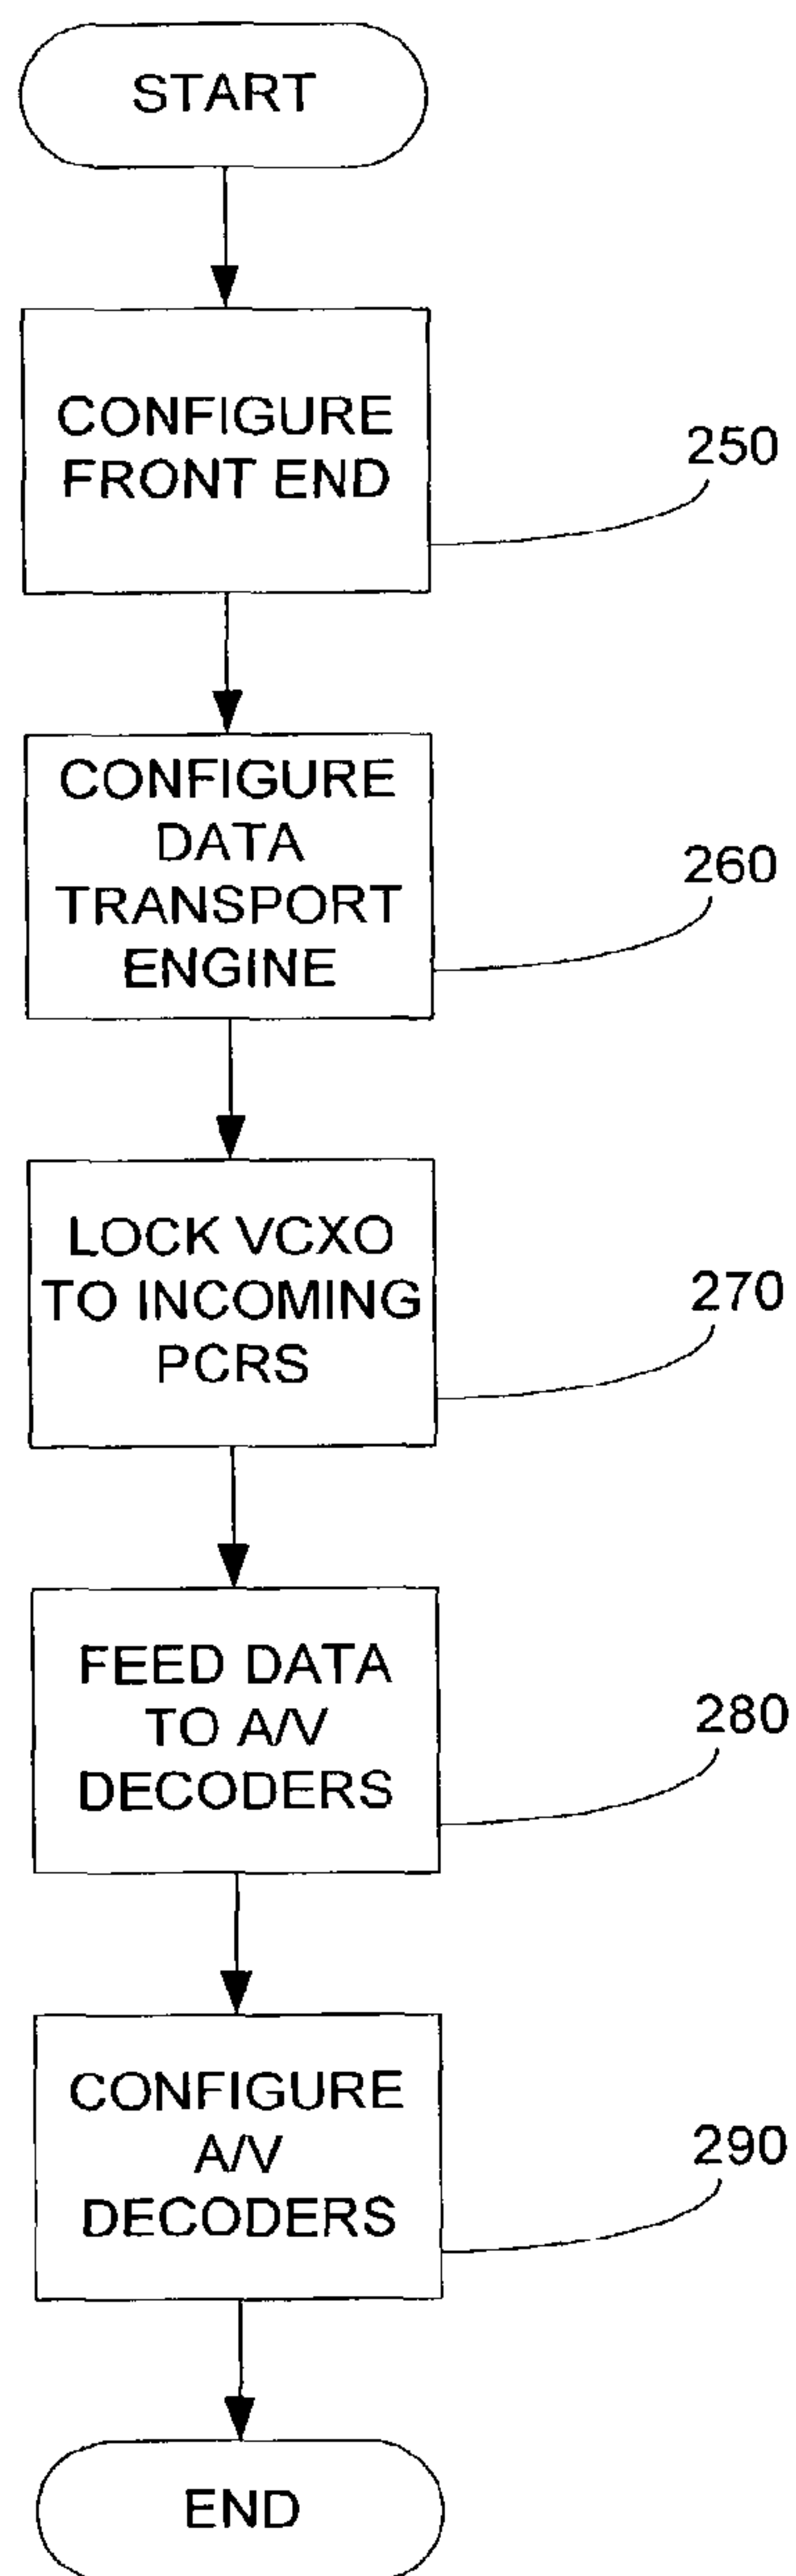 START
CONFIGURE
FRONT END
250
CONFIGURE
DATA
TRANSPORT
ENGINE
260
LOCK VCXO
TO INCOMING
PCRS
270
FEED DATA
TO A/V
DECODERS
280
CONFIGURE
A/V
DECODERS
290
END